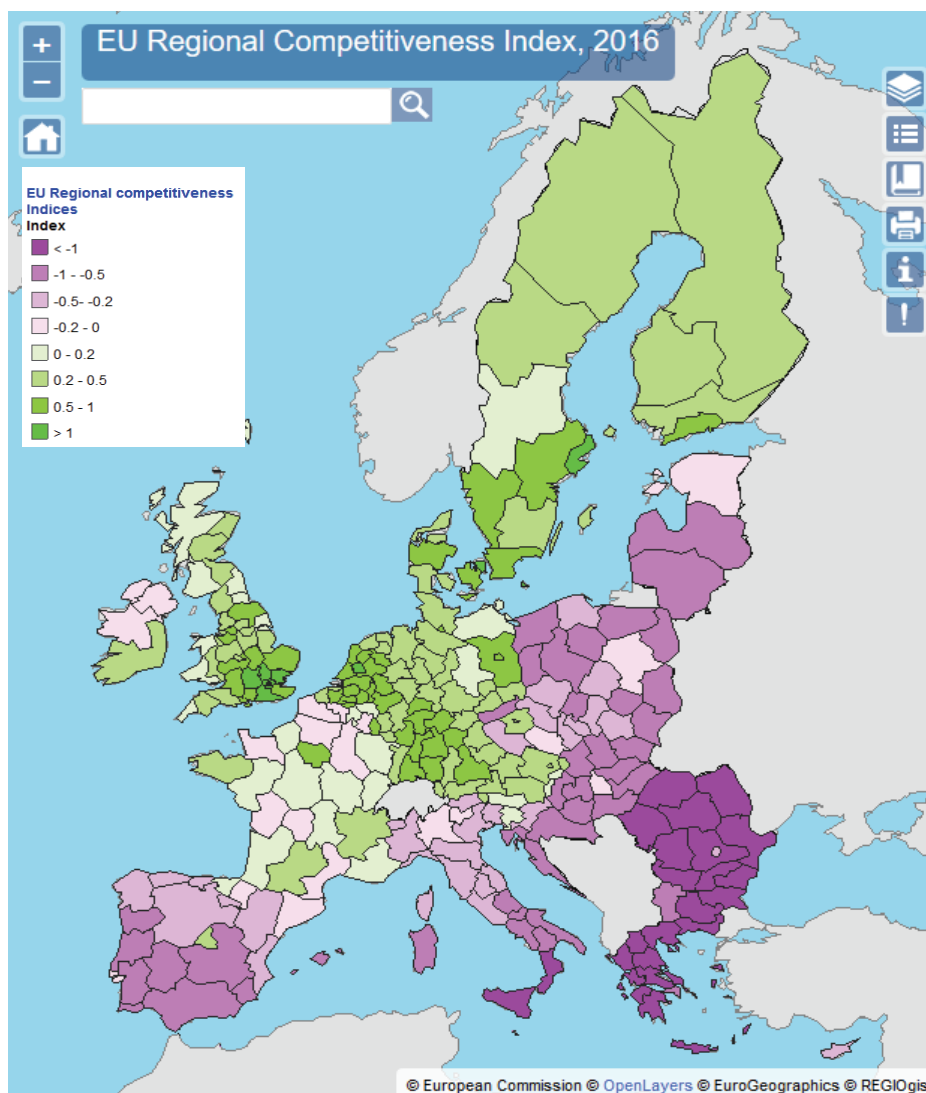 +
EU Regional Competitiveness Index, 2016
−
EU Regional competitiveness
Indices
Index
< -1
-1 - -0.5
-0.5- -0.2
-0.2 - 0
0 - 0.2
0.2 - 0.5
0.5 - 1
> 1
i
!
© European Commission © OpenLayers © EuroGeographics © REGIOgis